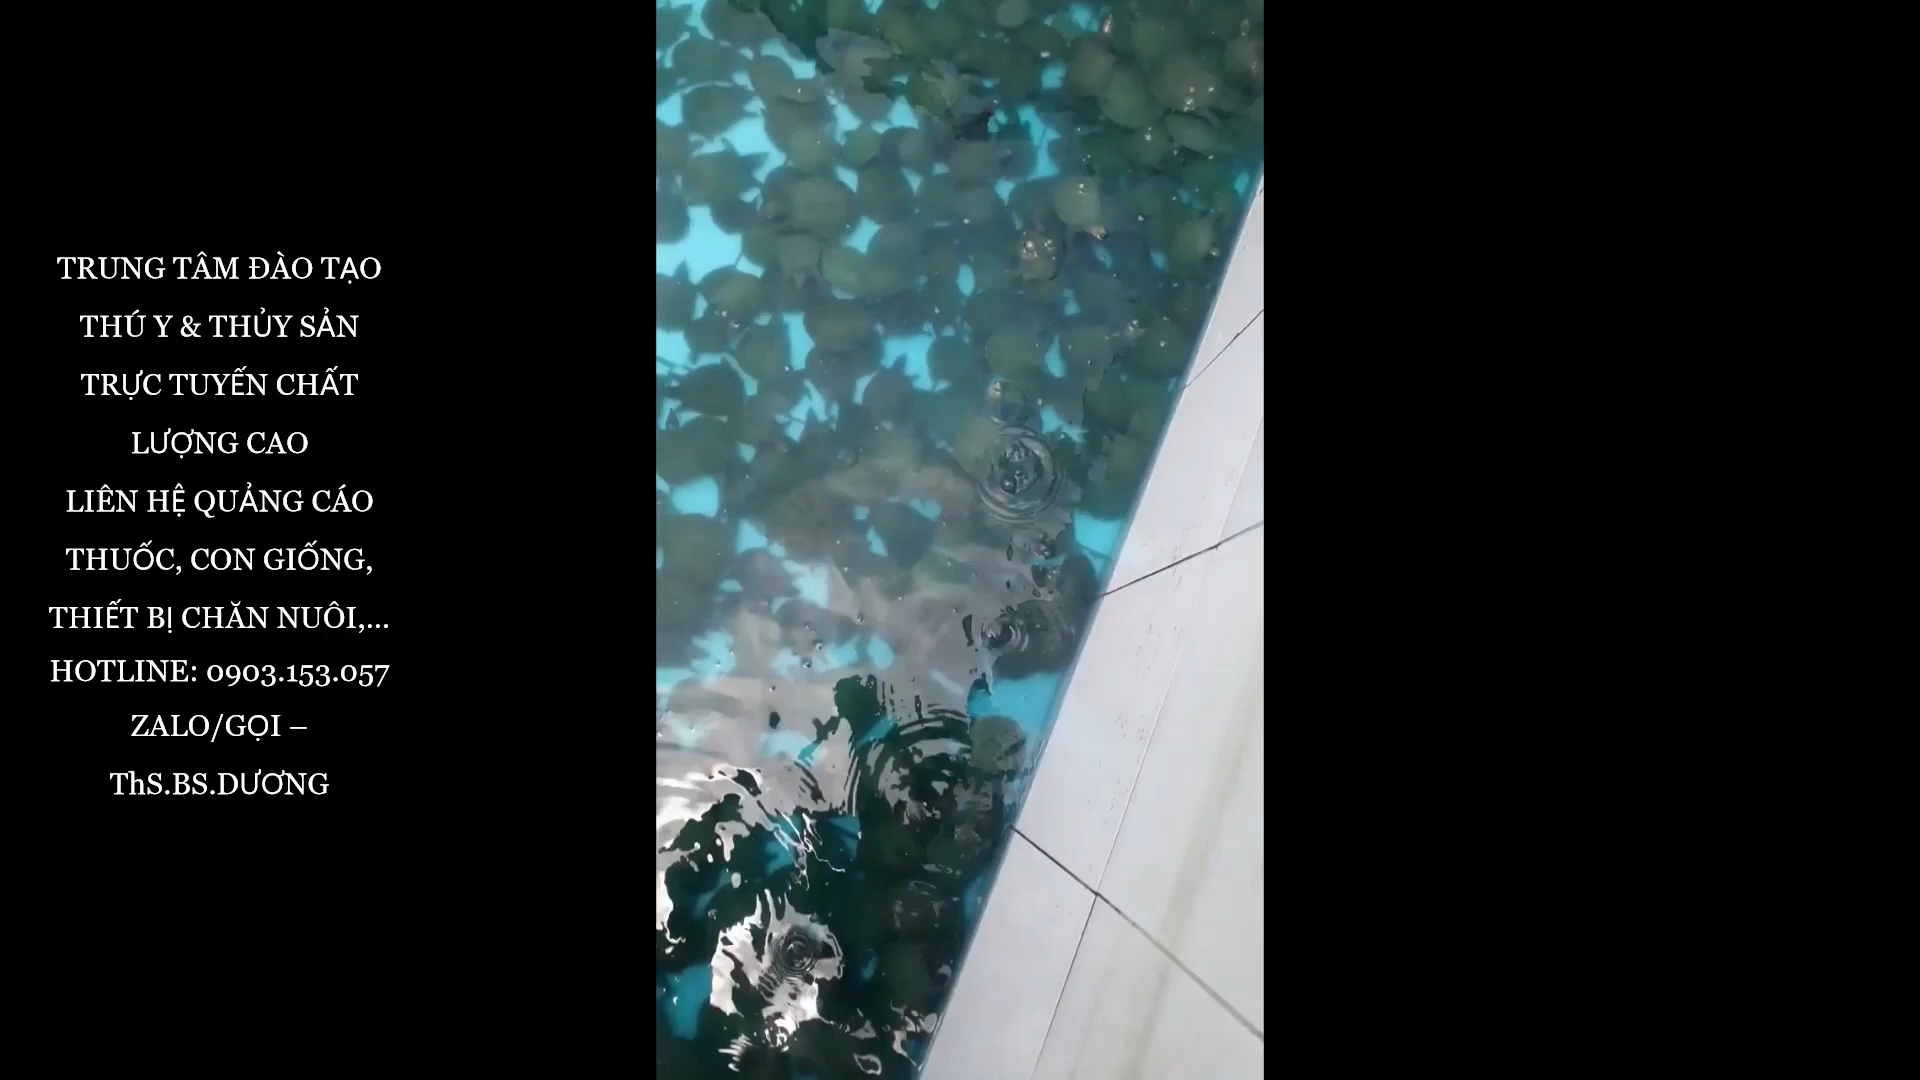 TRUNG TÂM ĐÀO TẠO
THÚ Y & THỦY SẢN
TRỰC TUYẾN CHẤT
LƯỢNG CAO
LIÊN HỆ QUẢNG CÁO
THUỐC, CON GIỐNG,
THIẾT BỊ CHĂN NUÔI,...
HOTLINE: 0903.153.057
ZALO/GỌI –
ThS.BS.DƯƠNG